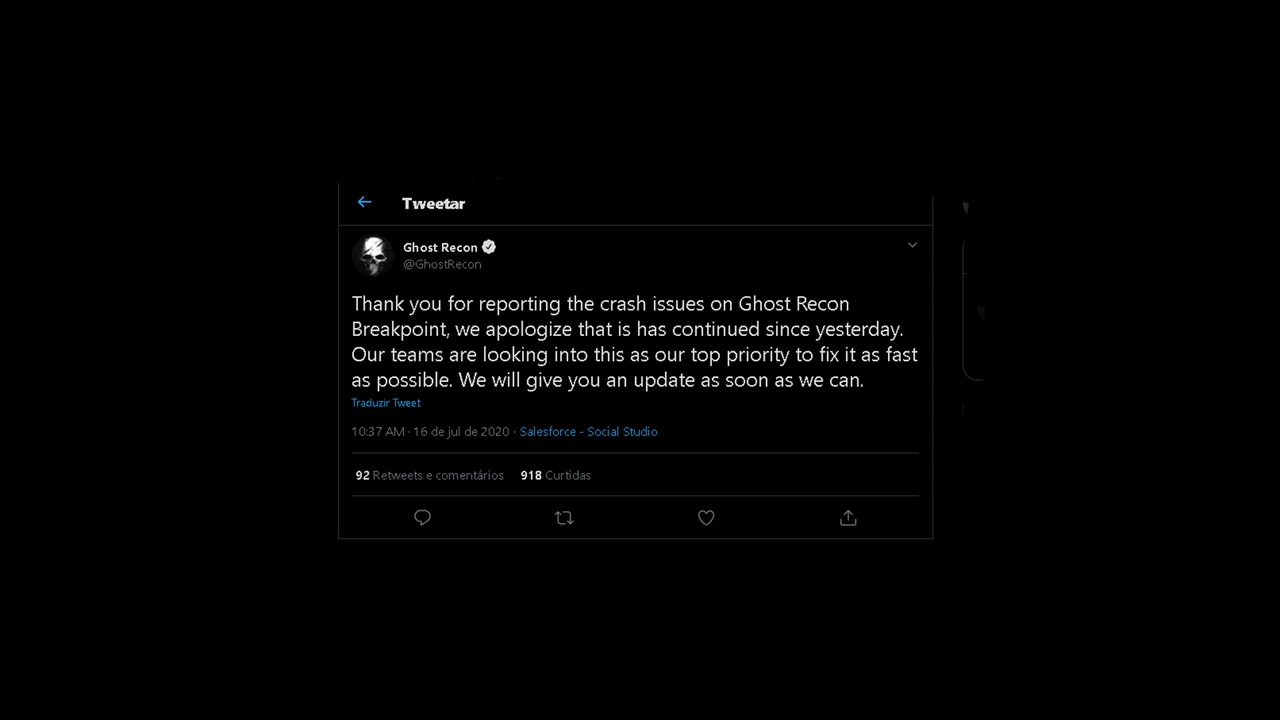 Tweetar
Ghost Recon
@GhostRecon
Thank you for reporting the crash issues on Ghost Recon
Breakpoint, we apologize that is has continued since yesterday.
Our teams are looking into this as our top priority to fix it as fast
as possible. We will give you an update as soon as we can.
Traduzir Tweet
10:37 AM · 16 de jul de 2020 · Salesforce - Social Studio
92 Retweets e comentários 918 Curtidas